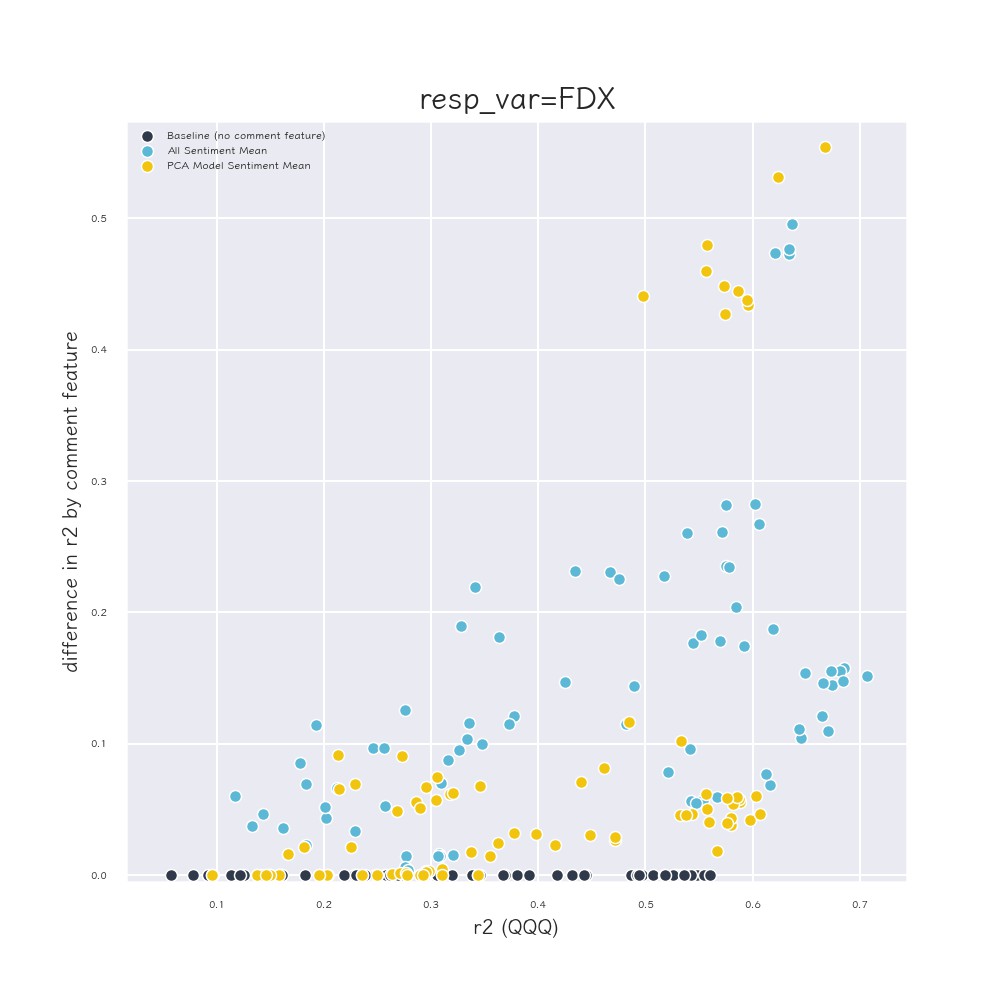 resp_var=FDX
Baseline (no comment feature)
All Sentiment Mean
PCA Model Sentiment Mean
difference in r2 by comment feature
0.5
0.4
0.3
0.2
0.1
0.0
0.1 0.2 0.3 0.4 0.5 0.6 0.7
r2 (QQQ)